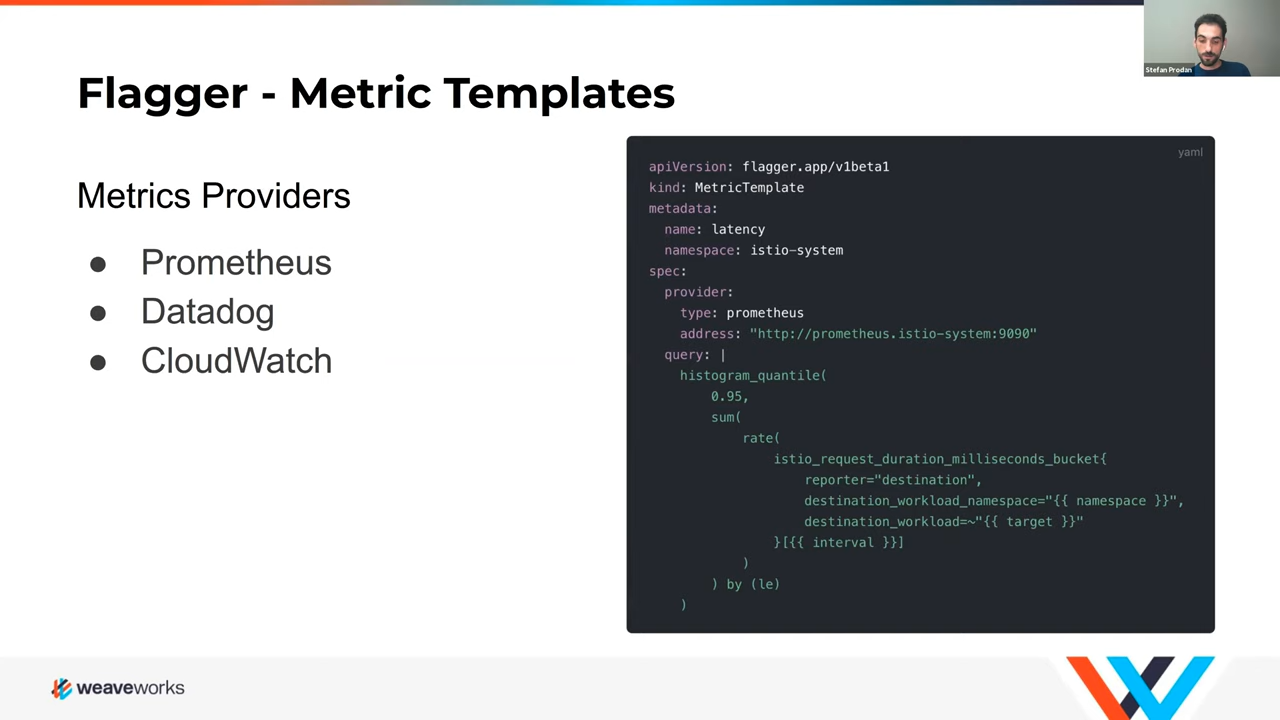 Stefan Prodan
Flagger - Metric Templates
Metrics Providers
● Prometheus
● Datadog
● CloudWatch
yaml
apiVersion: flagger.app/v1beta1
kind: MetricTemplate
metadata:
  name: latency
  namespace: istio-system
spec:
  provider:
    type: prometheus
    address: "http://prometheus.istio-system:9090"
  query: |
    histogram_quantile(
        0.95,
        sum(
            rate(
                istio_request_duration_milliseconds_bucket{
                    reporter="destination",
                    destination_workload_namespace="{{ namespace }}",
                    destination_workload=~"{{ target }}"
                }[{{ interval }}]
            )
        ) by (le)
    )
weaveworks